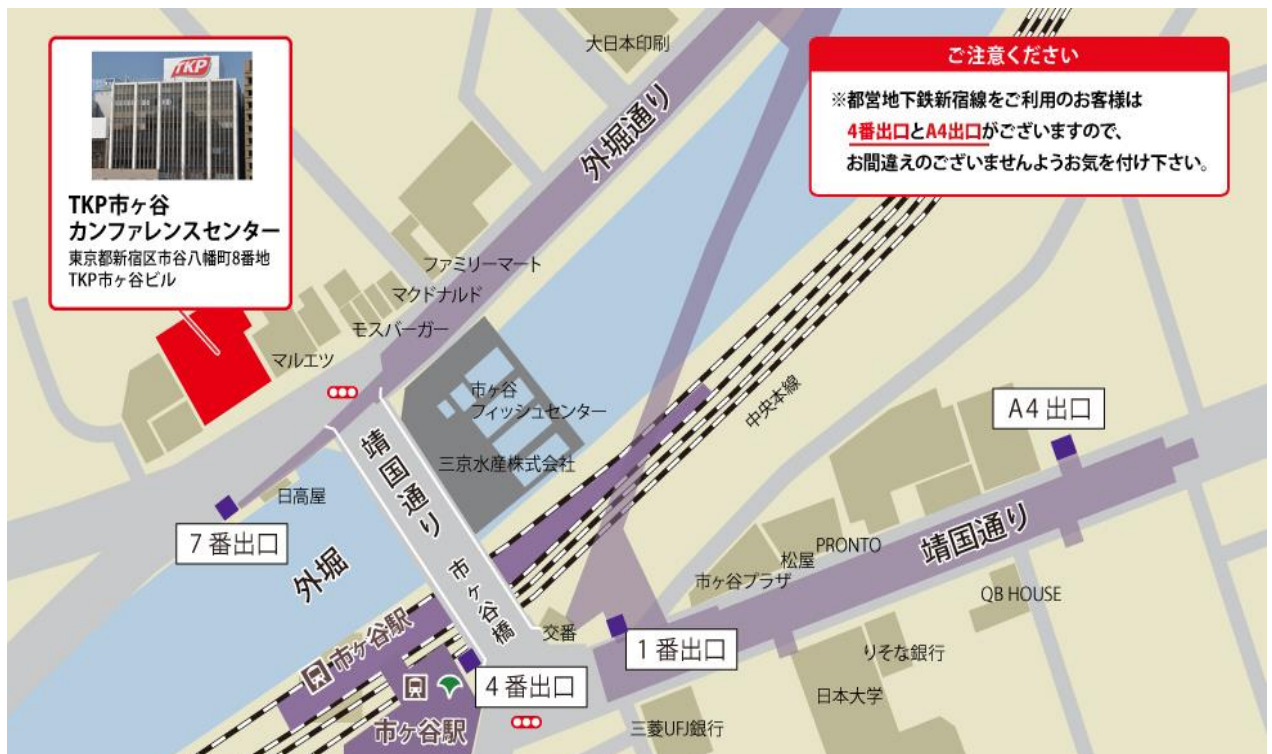 TKP
TKP市ヶ谷
カンファレンスセンター
東京都新宿区市谷八幡町8番地
TKP市ヶ谷ビル
大日本印刷
外堀通り
ご注意ください
※都営地下鉄新宿線をご利用のお客様は
4番出口とA4出口がございますので、
お間違えのございませんようお気を付け下さい。
ファミリーマート
マクドナルド
モスバーガー
マルエツ
市ヶ谷
フィッシュセンター
三京水産株式会社
中央本線
A4出口
靖国通り
市ヶ谷橋
日高屋
7番出口
外堀
市ヶ谷駅
市ヶ谷駅
4番出口
交番
1番出口
市ヶ谷プラザ
松屋
PRONTO
靖国通り
QB HOUSE
りそな銀行
日本大学
三菱UFJ銀行